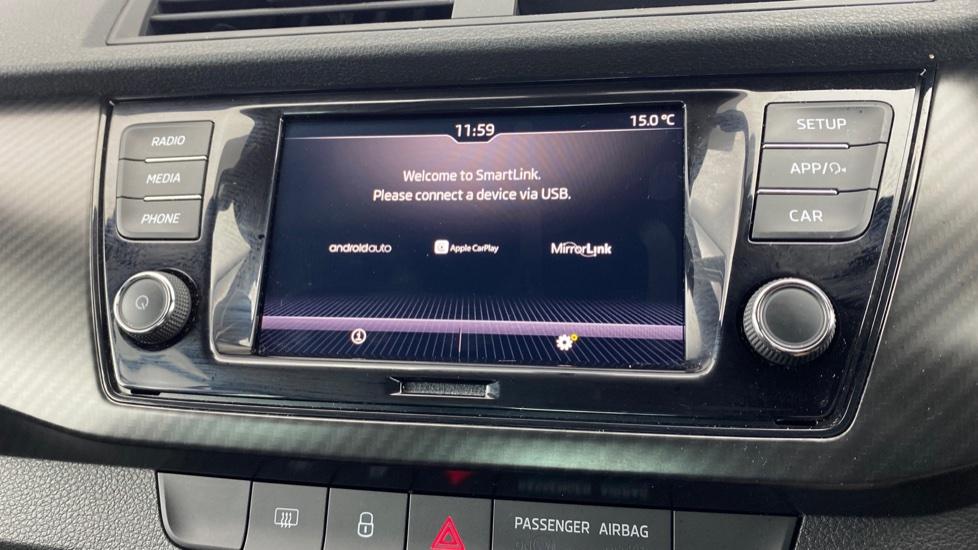 11:59
15.0 °C
RADIO
SETUP
MEDIA
Welcome to SmartLink.
Please connect a device via USB.
APP/
PHONE
CAR
androidauto
Apple CarPlay
MirrorLink
PASSENGER AIRBAG